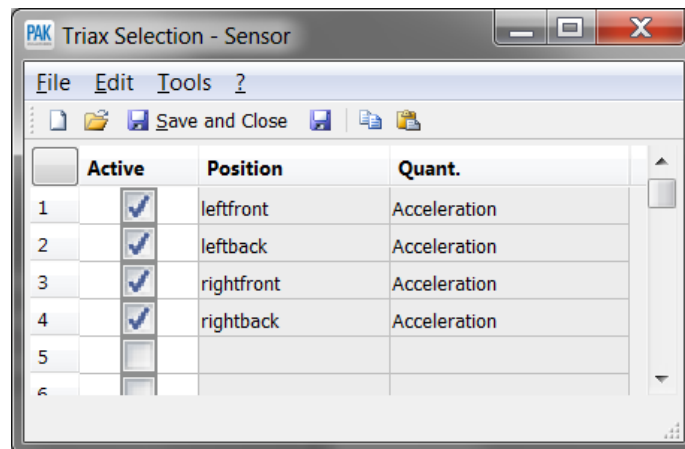 PAK Triax Selection - Sensor
File Edit Tools ?
Save and Close
Active Position Quant.
1 leftfront Acceleration
2 leftback Acceleration
3 rightfront Acceleration
4 rightback Acceleration
5
6